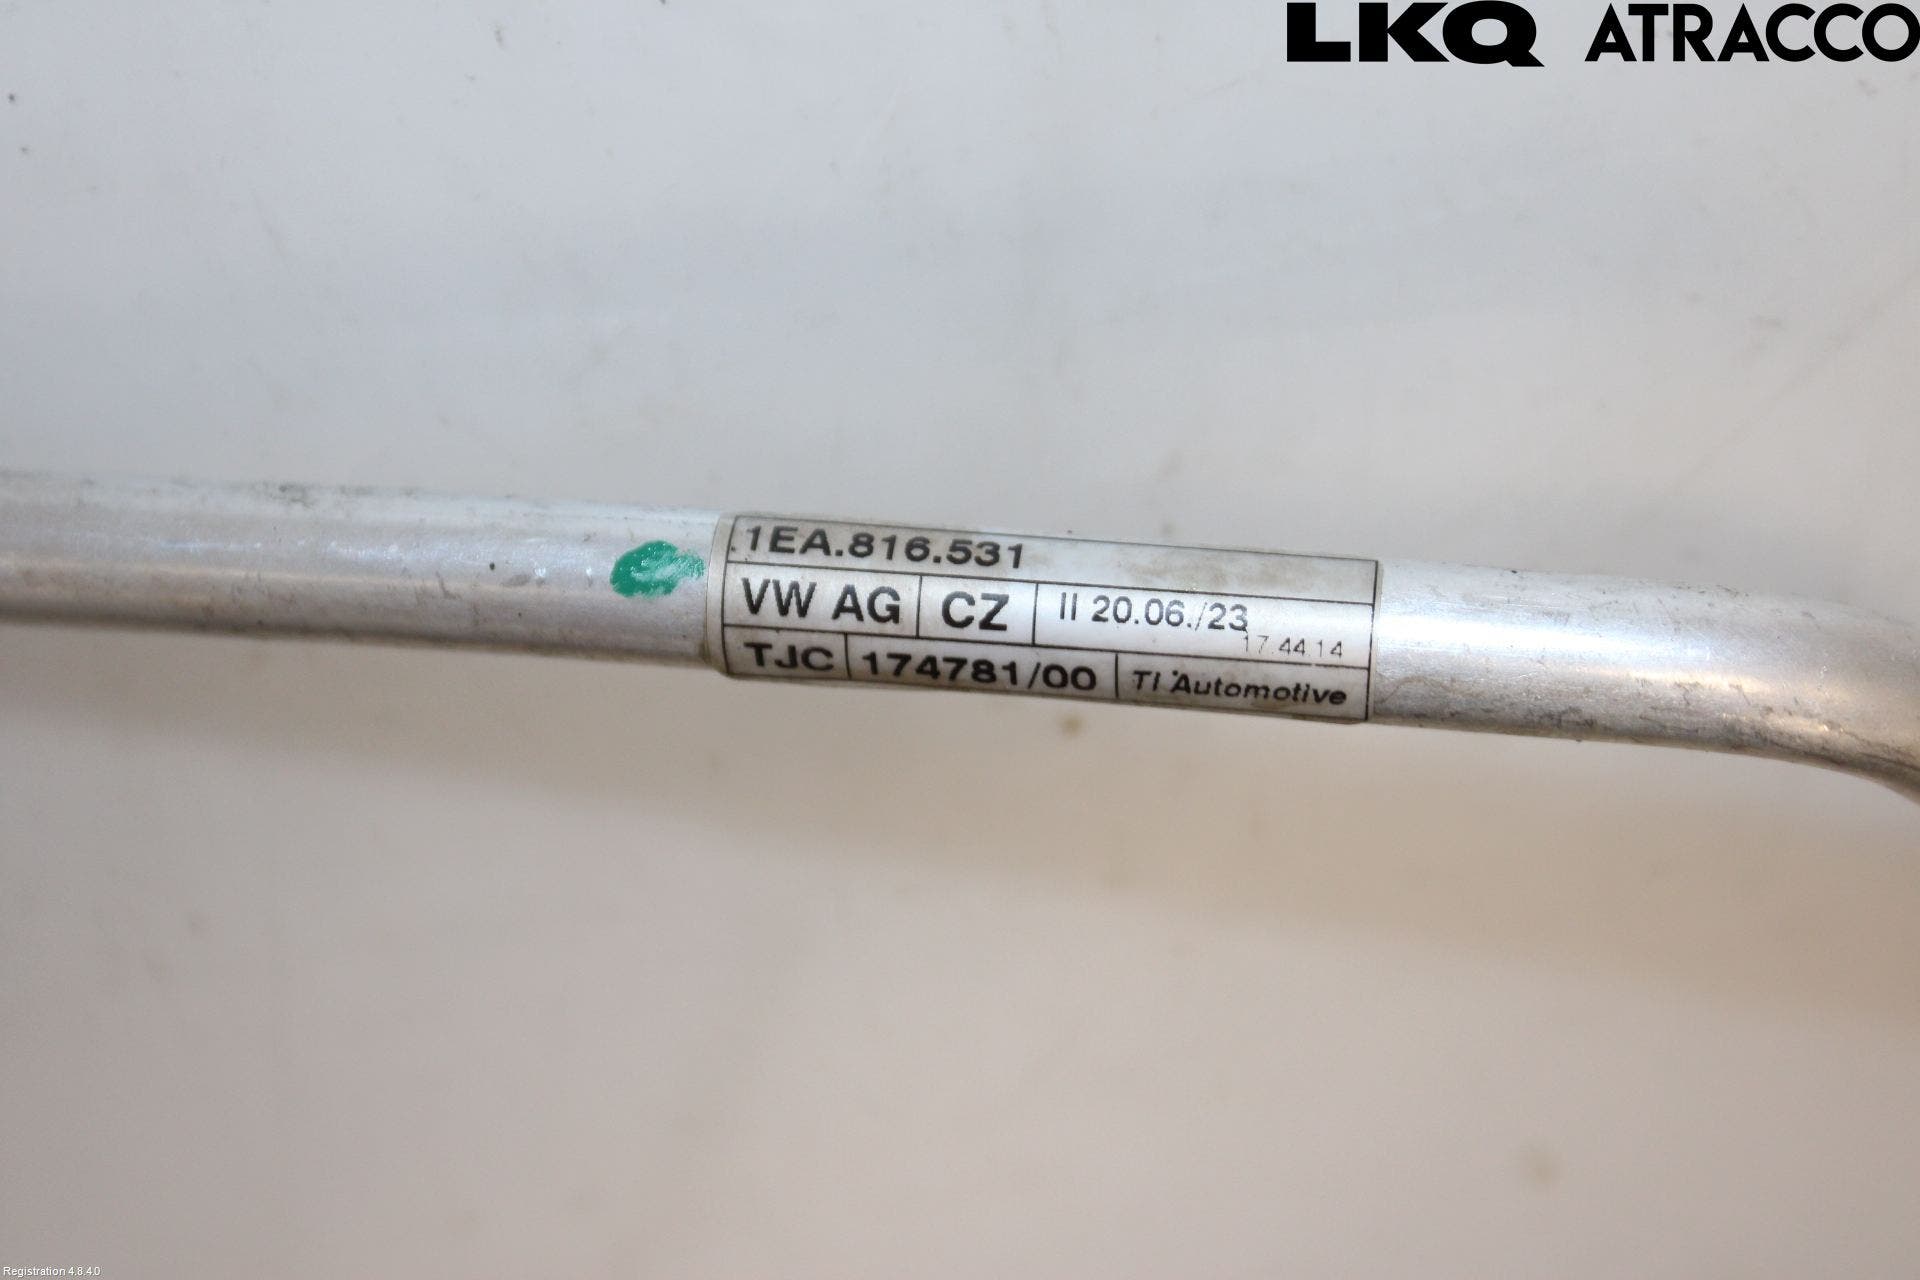 LKQ ATRACCO
1EA.816.531
VW AG CZ II 20.06./23
17.44.14
TJC 174781/00 TI Automotive
Registration 4.8.4.0